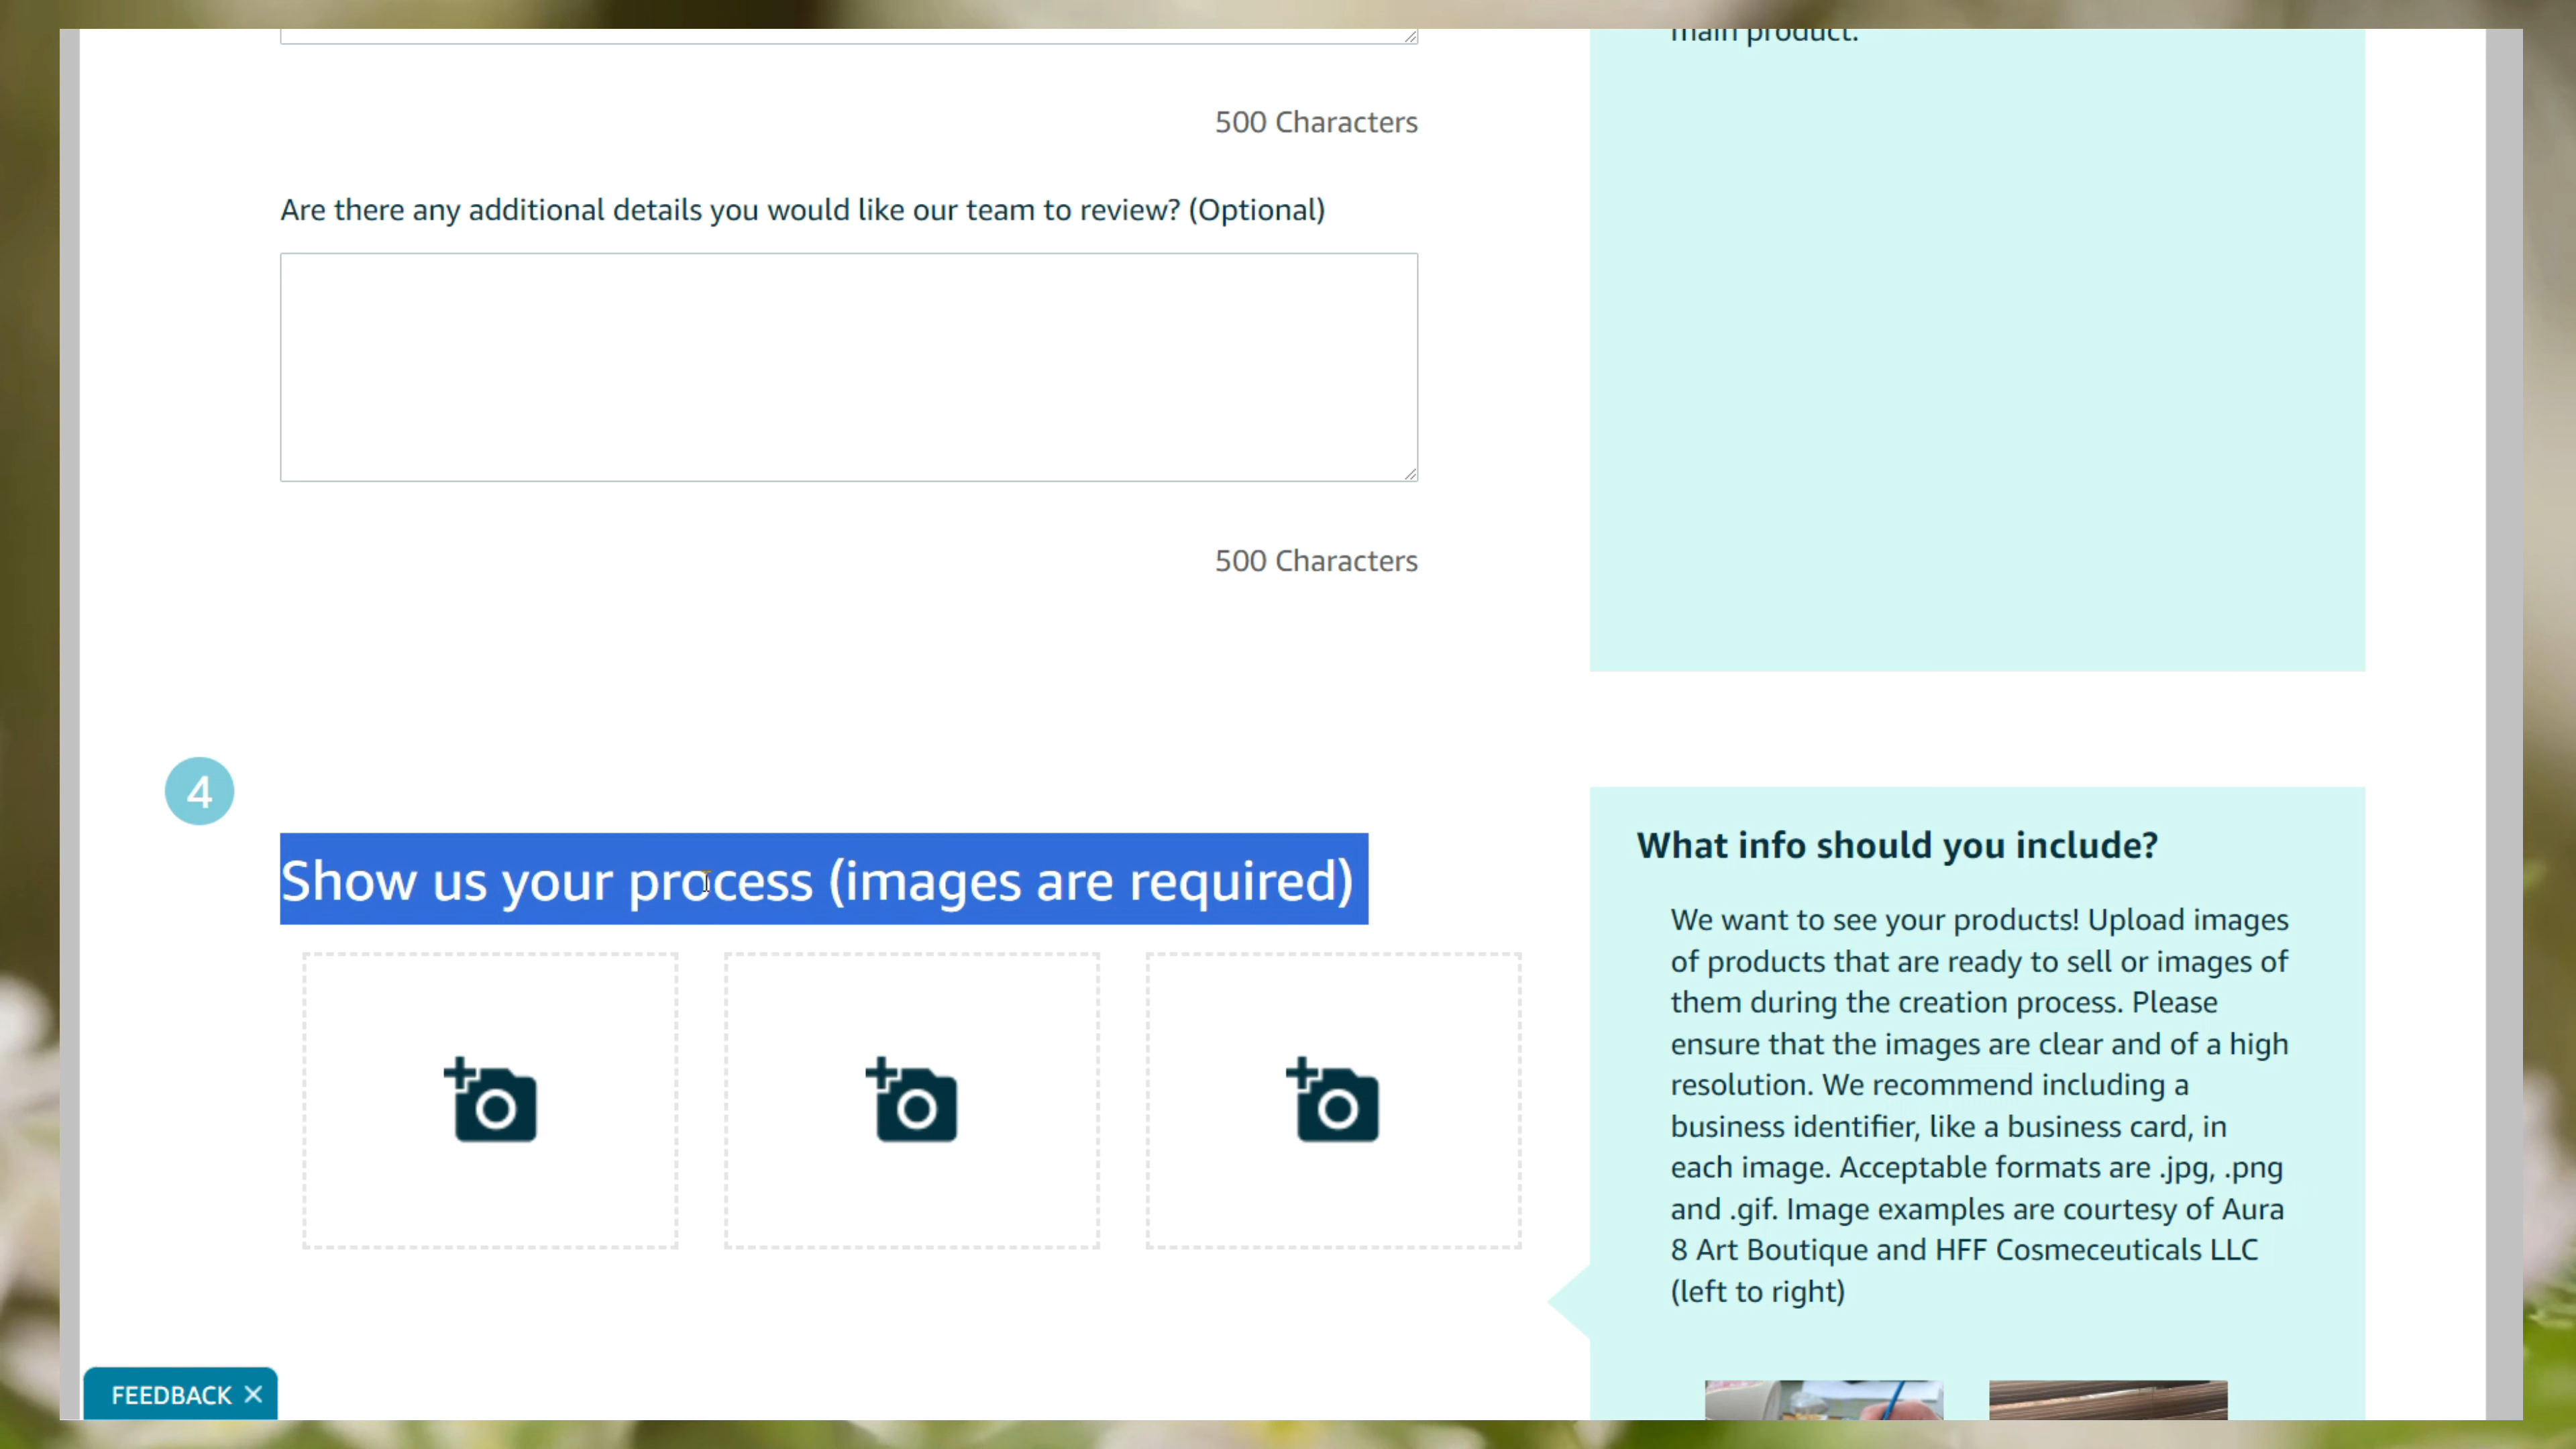 main product.
500 Characters
Are there any additional details you would like our team to review? (Optional)
500 Characters
4
Show us your process (images are required)
What info should you include?
We want to see your products! Upload images
of products that are ready to sell or images of
them during the creation process. Please
ensure that the images are clear and of a high
resolution. We recommend including a
business identifier, like a business card, in
each image. Acceptable formats are .jpg, .png
and .gif. Image examples are courtesy of Aura
8 Art Boutique and HFF Cosmeceuticals LLC
(left to right)
FEEDBACK